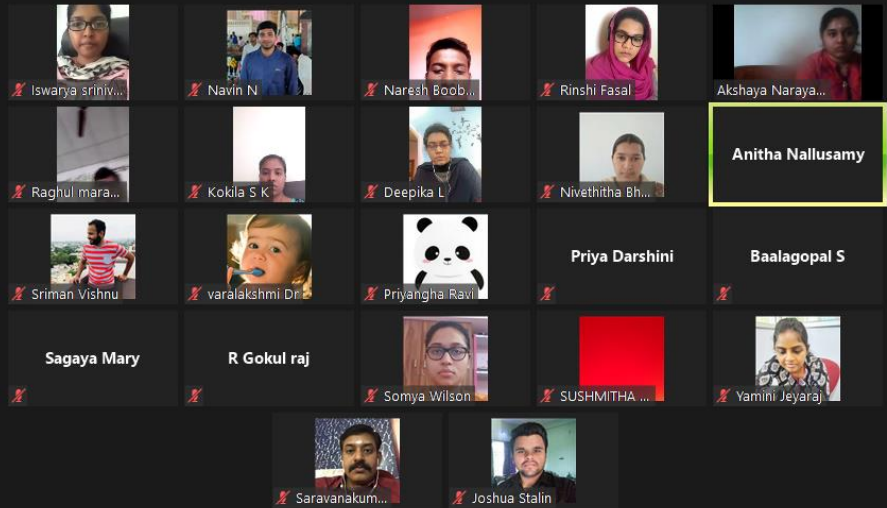 Iswarya sriniv...
Navin N
Naresh Boob...
Rinshi Fasal
Akshaya Naraya...
Raghul mara...
Kokila S K
Deepika L
Nivethitha Bh...
Anitha Nallusamy
Sriman Vishnu
varalakshmi Dr
Priyangha Ravi
Priya Darshini
Baalagopal S
Sagaya Mary
R Gokul raj
Somya Wilson
SUSHMITHA ...
Yamini Jeyaraj
Saravanakum...
Joshua Stalin